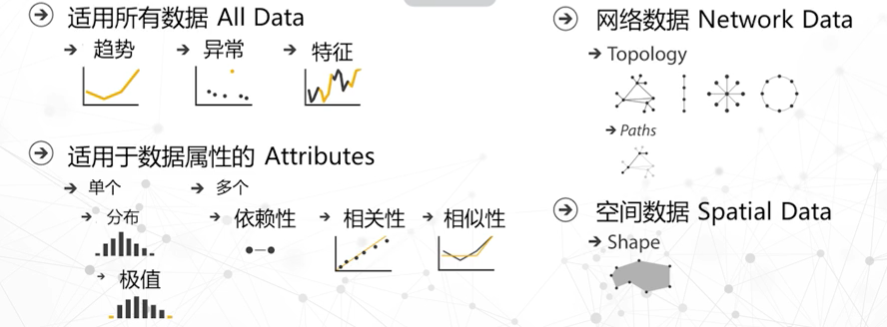 适用所有数据 All Data
趋势 异常 特征
适用于数据属性的 Attributes
单个 多个
分布 依赖性 相关性 相似性
极值
网络数据 Network Data
Topology
Paths
空间数据 Spatial Data
Shape